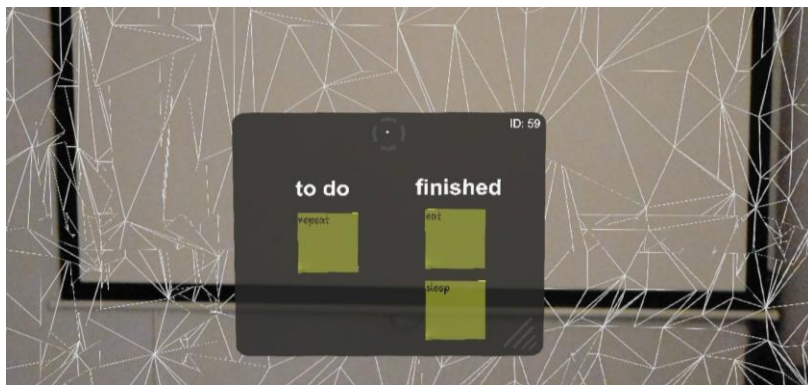 ID: 59
to do
finished
repeat
eat
sleep